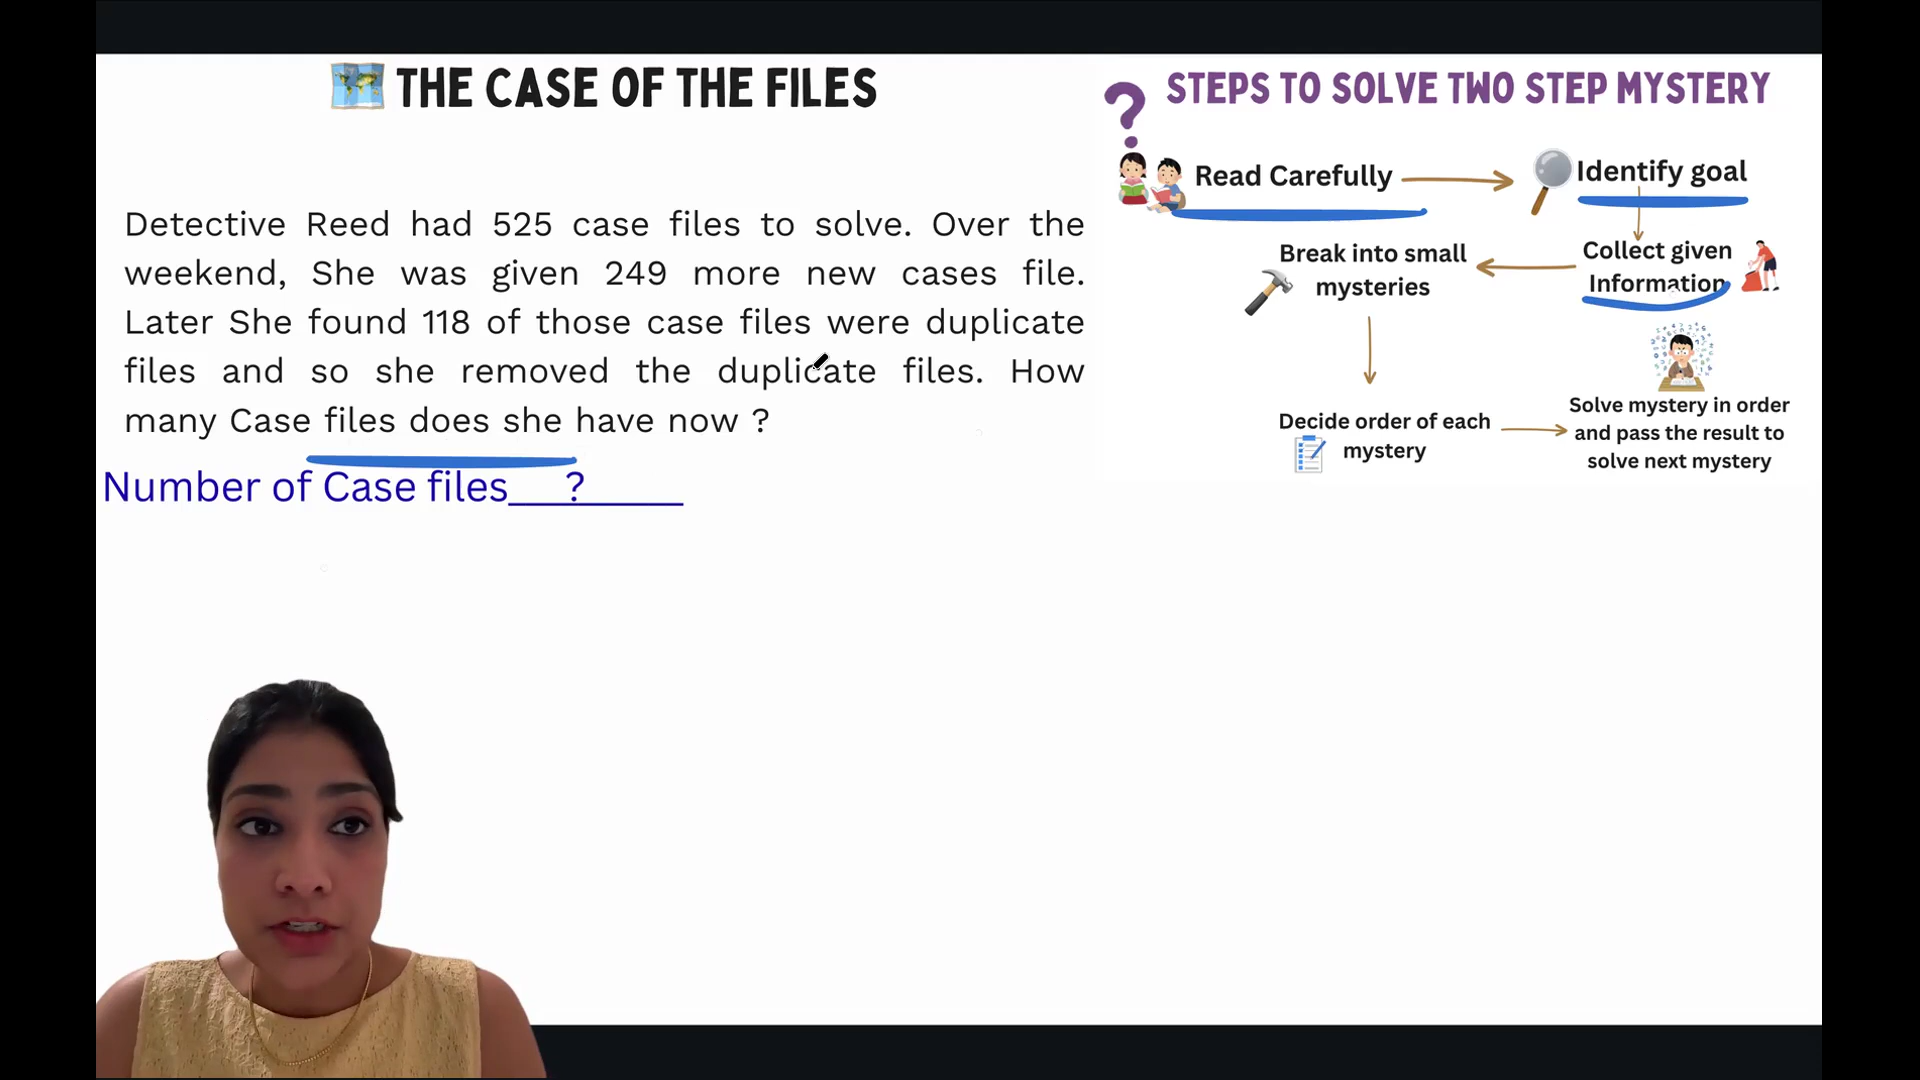 THE CASE OF THE FILES
Detective Reed had 525 case files to solve. Over the
weekend, She was given 249 more new cases file.
Later She found 118 of those case files were duplicate
files and so she removed the duplicate files. How
many Case files does she have now ?
Number of Case files___?_____
STEPS TO SOLVE TWO STEP MYSTERY
?
Read Carefully
Identify goal
Collect given
Information
Break into small
mysteries
Decide order of each
mystery
Solve mystery in order
and pass the result to
solve next mystery